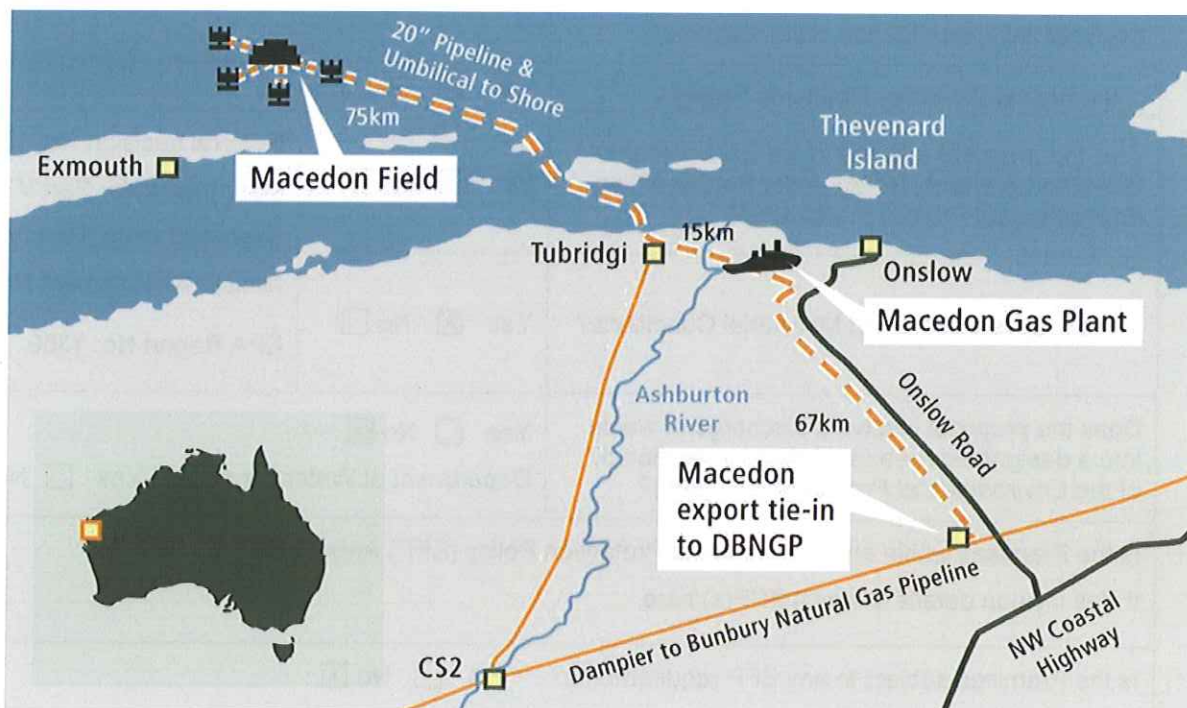 20" Pipeline &
Umbilical to Shore
75km
Thevenard
Island
Exmouth
Macedon Field
Tubridgi
15km
Onslow
Macedon Gas Plant
Ashburton
River
67km
Onslow Road
Macedon
export tie-in
to DBNGP
Dampier to Bunbury Natural Gas Pipeline
CS2
NW Coastal
Highway